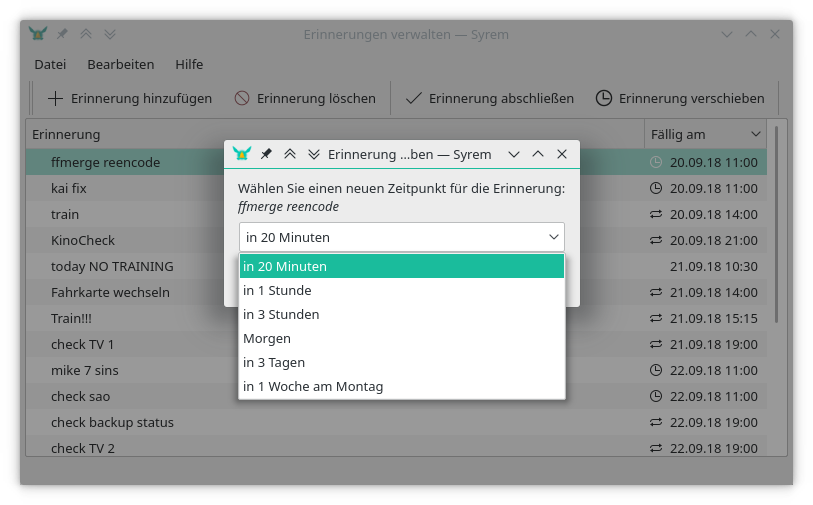 Erinnerungen verwalten — Syrem
Datei Bearbeiten Hilfe
Erinnerung hinzufügen Erinnerung löschen Erinnerung abschließen Erinnerung verschieben
Erinnerung Fällig am
ffmerge reencode 20.09.18 11:00
kai fix 20.09.18 11:00
train 20.09.18 14:00
KinoCheck 20.09.18 21:00
today NO TRAINING 21.09.18 10:30
Fahrkarte wechseln 21.09.18 14:00
Train!!! 21.09.18 15:15
check TV 1 21.09.18 19:00
mike 7 sins 22.09.18 11:00
check sao 22.09.18 11:00
check backup status 22.09.18 19:00
check TV 2 22.09.18 19:00
Erinnerung ...ben — Syrem
Wählen Sie einen neuen Zeitpunkt für die Erinnerung:
ffmerge reencode
in 20 Minuten
in 20 Minuten
in 1 Stunde
in 3 Stunden
Morgen
in 3 Tagen
in 1 Woche am Montag